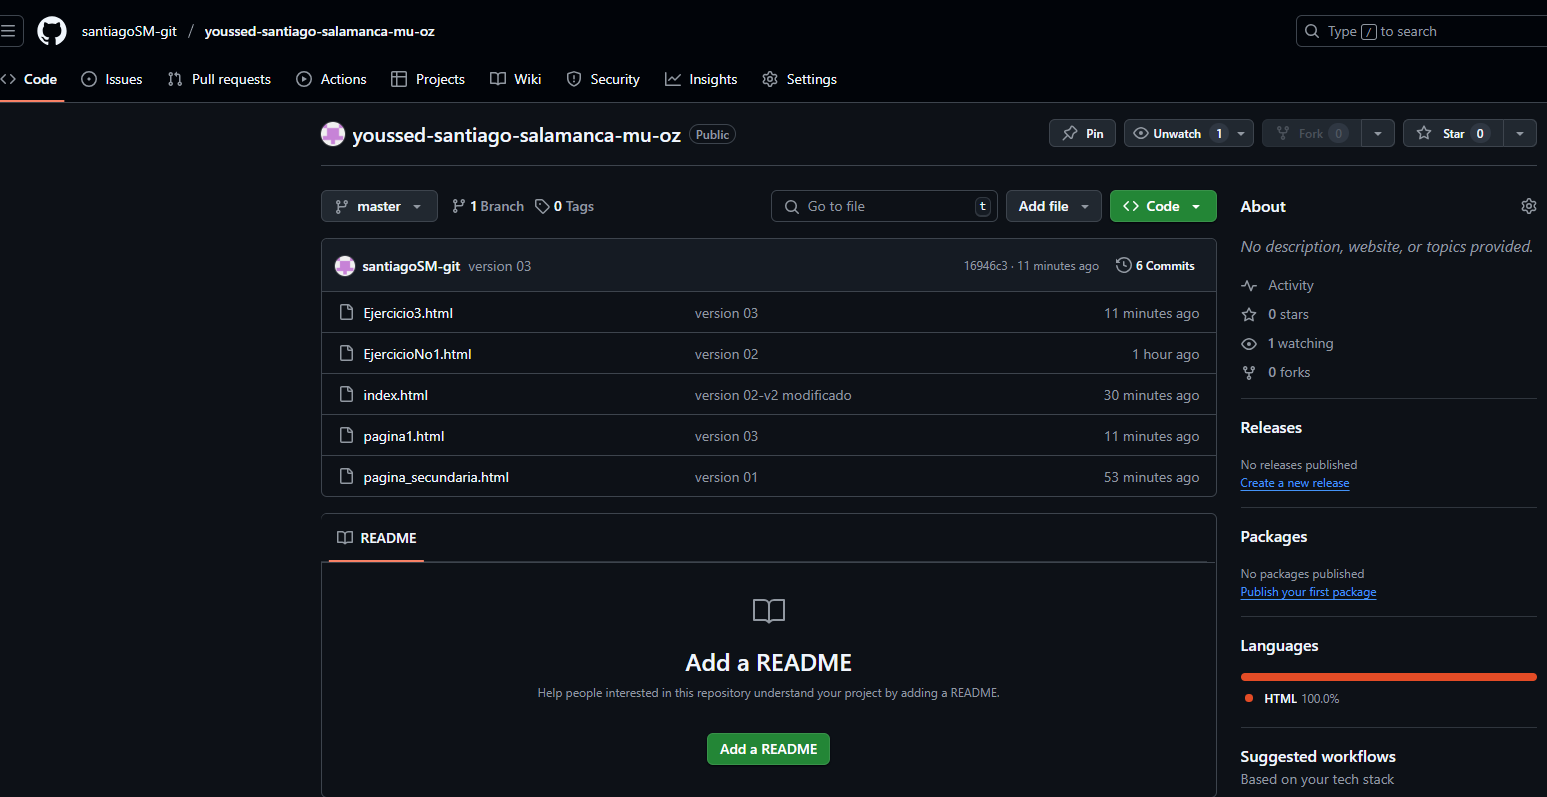 santiagoSM-git / youssed-santiago-salamanca-mu-oz
Type / to search
Code Issues Pull requests Actions Projects Wiki Security Insights Settings
youssed-santiago-salamanca-mu-oz Public
Pin Unwatch 1 Fork 0 Star 0
master 1 Branch 0 Tags Go to file t Add file Code
santiagoSM-git version 03 16946c3 · 11 minutes ago 6 Commits
Ejercicio3.html version 03 11 minutes ago
EjercicioNo1.html version 02 1 hour ago
index.html version 02-v2 modificado 30 minutes ago
pagina1.html version 03 11 minutes ago
pagina_secundaria.html version 01 53 minutes ago
README
Add a README
Help people interested in this repository understand your project by adding a README.
Add a README
About
No description, website, or topics provided.
Activity
0 stars
1 watching
0 forks
Releases
No releases published
Create a new release
Packages
No packages published
Publish your first package
Languages
HTML 100.0%
Suggested workflows
Based on your tech stack